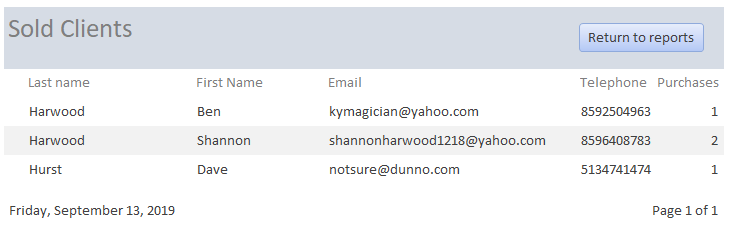 Sold Clients
Return to reports
Last name First Name Email Telephone Purchases
Harwood Ben kymagician@yahoo.com 8592504963 1
Harwood Shannon shannonharwood1218@yahoo.com 8596408783 2
Hurst Dave notsure@dunno.com 5134741474 1
Friday, September 13, 2019 Page 1 of 1